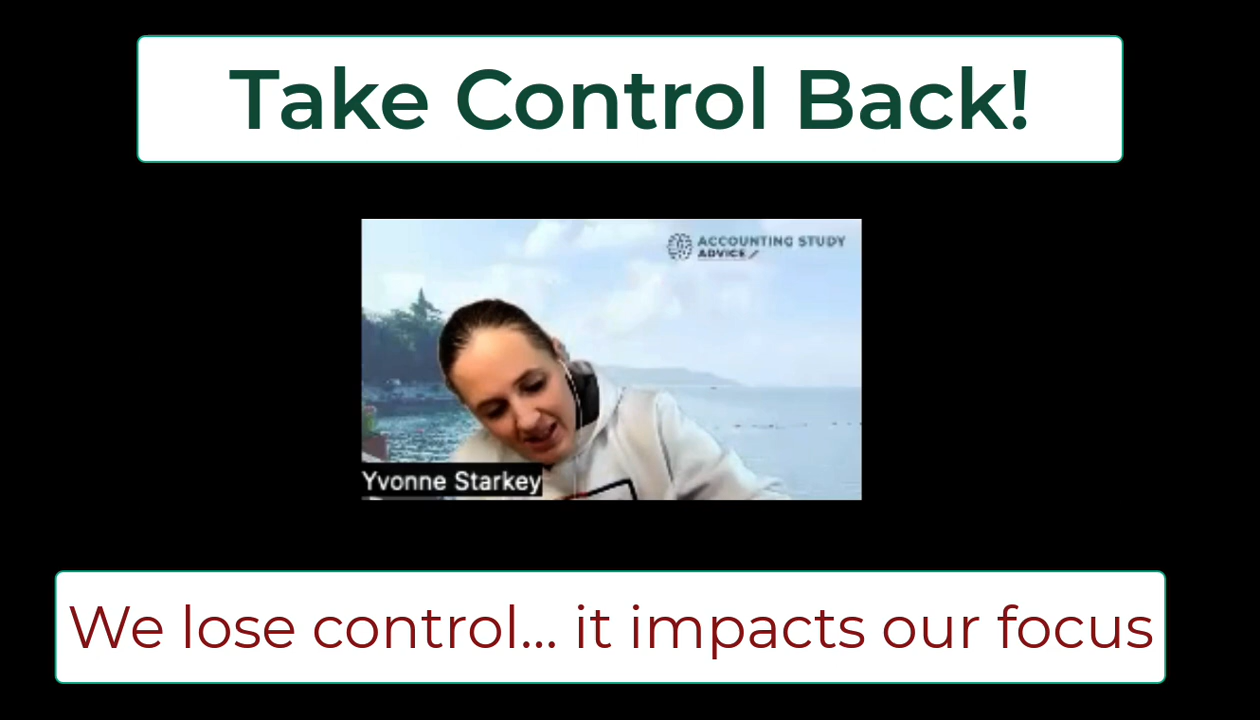 Take Control Back!
ACCOUNTING STUDY
ADVICE
Yvonne Starkey
We lose control... it impacts our focus